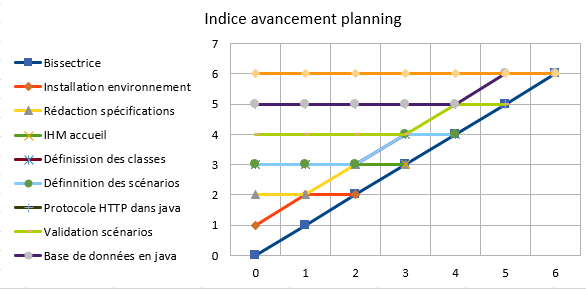 Indice avancement planning
7
6
5
4
3
2
1
0
0 1 2 3 4 5 6
Bissectrice
Installation environnement
Rédaction spécifications
IHM accueil
Définission des classes
Définnition des scénarios
Protocole HTTP dans java
Validation scénarios
Base de données en java